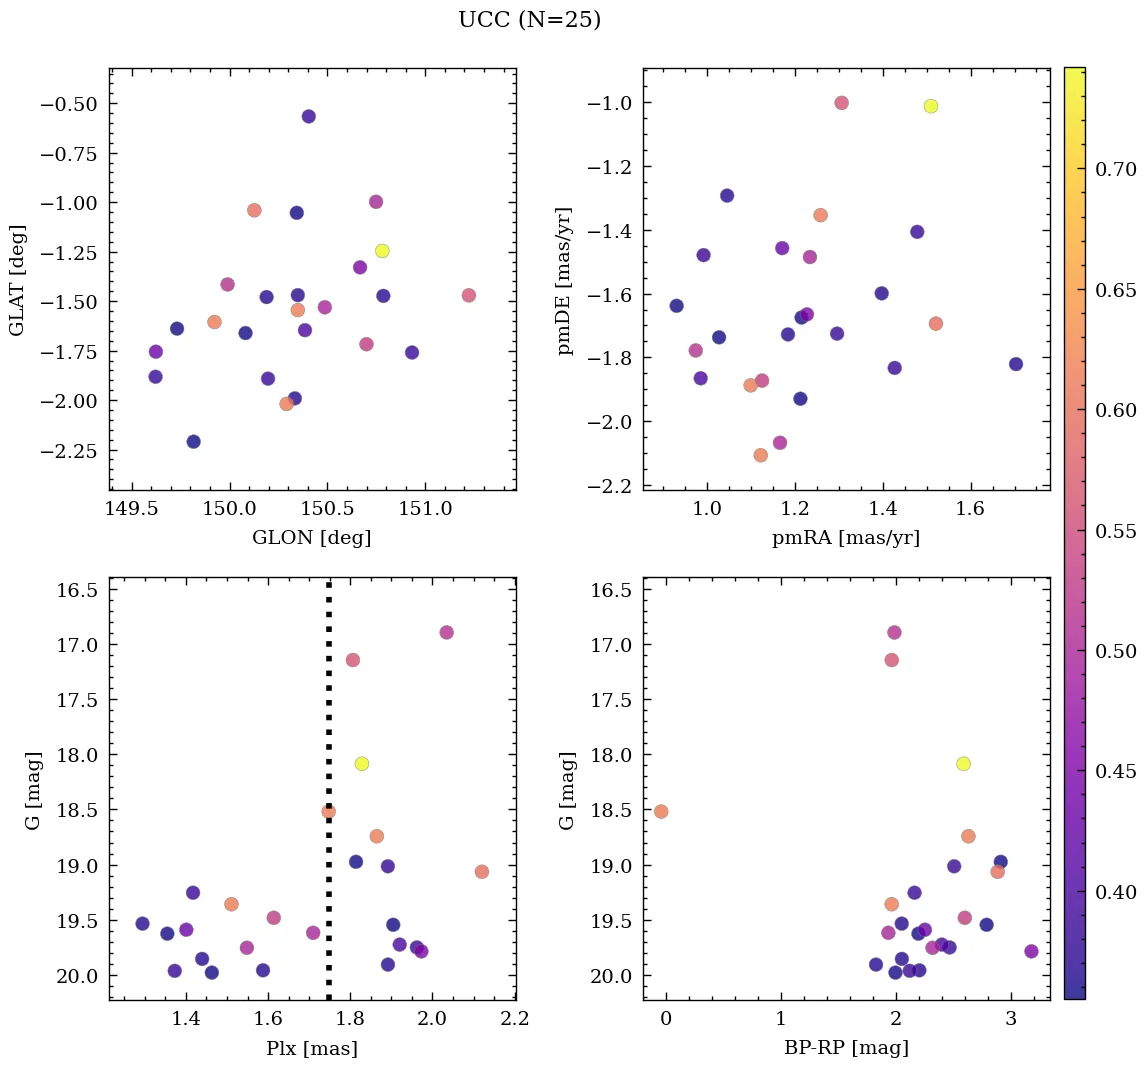 UCC (N=25)
−0.50
−0.75
−1.00
−1.25
−1.50
−1.75
−2.00
−2.25
GLAT [deg]
149.5 150.0 150.5 151.0
GLON [deg]
−1.0
−1.2
−1.4
−1.6
−1.8
−2.0
−2.2
pmDE [mas/yr]
1.0 1.2 1.4 1.6
pmRA [mas/yr]
0.70
0.65
0.60
0.55
0.50
0.45
0.40
16.5
17.0
17.5
18.0
18.5
19.0
19.5
20.0
G [mag]
1.4 1.6 1.8 2.0 2.2
Plx [mas]
16.5
17.0
17.5
18.0
18.5
19.0
19.5
20.0
G [mag]
0 1 2 3
BP-RP [mag]